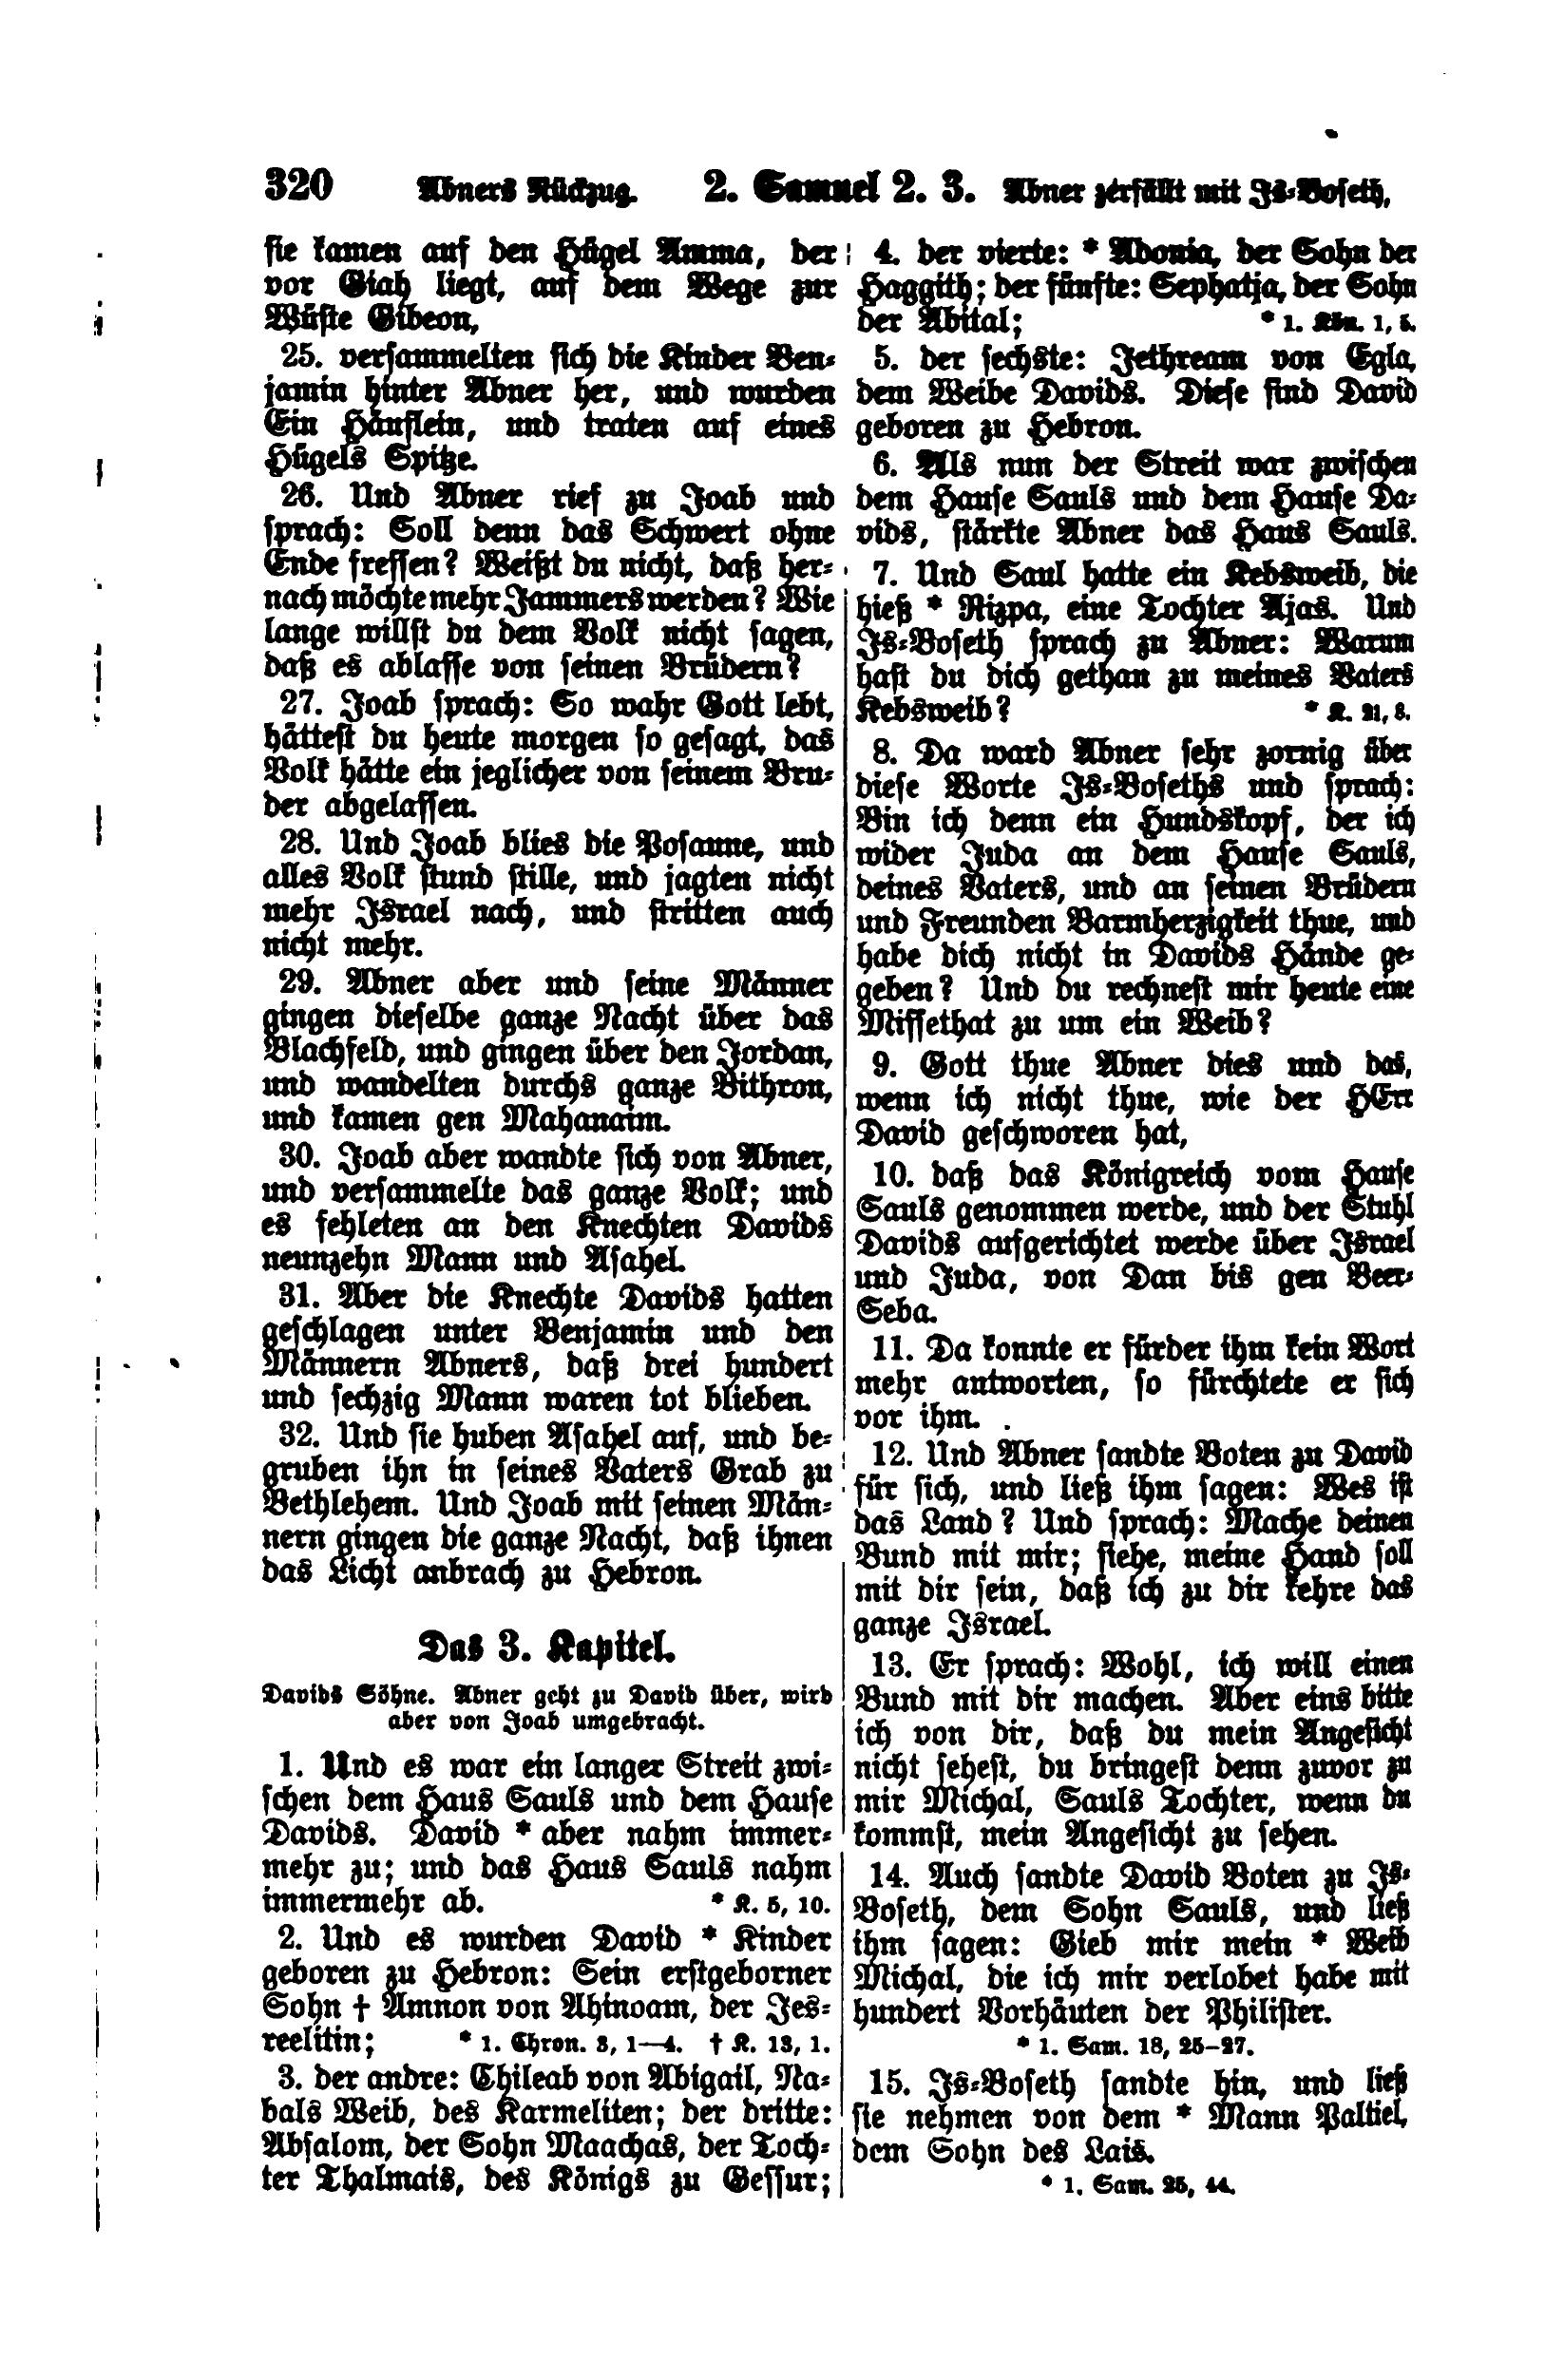 320 Abners Rückzug. 2. Samuel 2. 3. Abner zerfällt mit Is-Boseth,
sie kamen auf den Hügel Amma, der
vor Giah liegt, auf dem Wege zur
Wüste Gibeon,
25. versammelten sich die Kinder Ben-
jamin hinter Abner her, und wurden
Ein Häuflein, und traten auf eines
Hügels Spitze.
26. Und Abner rief zu Joab und
sprach: Soll denn das Schwert ohne
Ende fressen? Weißt du nicht, daß her-
nach möchte mehr Jammers werden? Wie
lange willst du dem Volk nicht sagen,
daß es ablasse von seinen Brüdern?
27. Joab sprach: So wahr Gott lebt,
hättest du heute morgen so gesagt, das
Volk hätte ein jeglicher von seinem Bru-
der abgelassen.
28. Und Joab blies die Posaune, und
alles Volk stund stille, und jagten nicht
mehr Israel nach, und stritten auch
nicht mehr.
29. Abner aber und seine Männer
gingen dieselbe ganze Nacht über das
Blachfeld, und gingen über den Jordan,
und wandelten durchs ganze Bithron,
und kamen gen Mahanaim.
30. Joab aber wandte sich von Abner,
und versammelte das ganze Volk; und
es fehleten an den Knechten Davids
neunzehn Mann und Asahel.
31. Aber die Knechte Davids hatten
geschlagen unter Benjamin und den
Männern Abners, daß drei hundert
und sechzig Mann waren tot blieben.
32. Und sie huben Asahel auf, und be-
gruben ihn in seines Vaters Grab zu
Bethlehem. Und Joab mit seinen Män-
nern gingen die ganze Nacht, daß ihnen
das Licht anbrach zu Hebron.
Das 3. Kapitel.
Davids Söhne. Abner geht zu David über, wird
aber von Joab umgebracht.
1. Und es war ein langer Streit zwi-
schen dem Haus Sauls und dem Hause
Davids. David * aber nahm immer-
mehr zu; und das Haus Sauls nahm
immermehr ab. * K. 5, 10.
2. Und es wurden David * Kinder
geboren zu Hebron: Sein erstgeborner
Sohn † Amnon von Ahinoam, der Jes-
reelitin; * 1. Chron. 3, 1—4. † K. 13, 1.
3. der andre: Chileab von Abigail, Na-
bals Weib, des Karmeliten; der dritte:
Absalom, der Sohn Maachas, der Toch-
ter Thalmais, des Königs zu Gessur;
4. der vierte: * Adonia, der Sohn der
Haggith; der fünfte: Sephatja, der Sohn
der Abital; * 1. Kön. 1, 5.
5. der sechste: Jethream von Egla,
dem Weibe Davids. Diese sind David
geboren zu Hebron.
6. Als nun der Streit war zwischen
dem Hause Sauls und dem Hause Da-
vids, stärkte Abner das Haus Sauls.
7. Und Saul hatte ein Kebsweib, die
hieß * Rizpa, eine Tochter Ajas. Und
Is-Boseth sprach zu Abner: Warum
hast du dich gethan zu meines Vaters
Kebsweib? * K. 21, 8.
8. Da ward Abner sehr zornig über
diese Worte Is-Boseths und sprach:
Bin ich denn ein Hundskopf, der ich
wider Juda an dem Hause Sauls,
deines Vaters, und an seinen Brüdern
und Freunden Barmherzigkeit thue, und
habe dich nicht in Davids Hände ge-
geben? Und du rechnest mir heute eine
Missethat zu um ein Weib?
9. Gott thue Abner dies und das,
wenn ich nicht thue, wie der HErr
David geschworen hat,
10. daß das Königreich vom Hause
Sauls genommen werde, und der Stuhl
Davids aufgerichtet werde über Israel
und Juda, von Dan bis gen Beer-
Seba.
11. Da konnte er fürder ihm kein Wort
mehr antworten, so fürchtete er sich
vor ihm.
12. Und Abner sandte Boten zu David
für sich, und ließ ihm sagen: Wes ist
das Land? Und sprach: Mache deinen
Bund mit mir; siehe, meine Hand soll
mit dir sein, daß ich zu dir kehre das
ganze Israel.
13. Er sprach: Wohl, ich will einen
Bund mit dir machen. Aber eins bitte
ich von dir, daß du mein Angesicht
nicht sehest, du bringest denn zuvor zu
mir Michal, Sauls Tochter, wenn du
kommst, mein Angesicht zu sehen.
14. Auch sandte David Boten zu Is-
Boseth, dem Sohn Sauls, und ließ
ihm sagen: Gieb mir mein * Weib
Michal, die ich mir verlobet habe mit
hundert Vorhäuten der Philister.
* 1. Sam. 18, 25-27.
15. Is-Boseth sandte hin, und ließ
sie nehmen von dem * Mann Paltiel,
dem Sohn des Lais.
* 1. Sam. 25, 44.